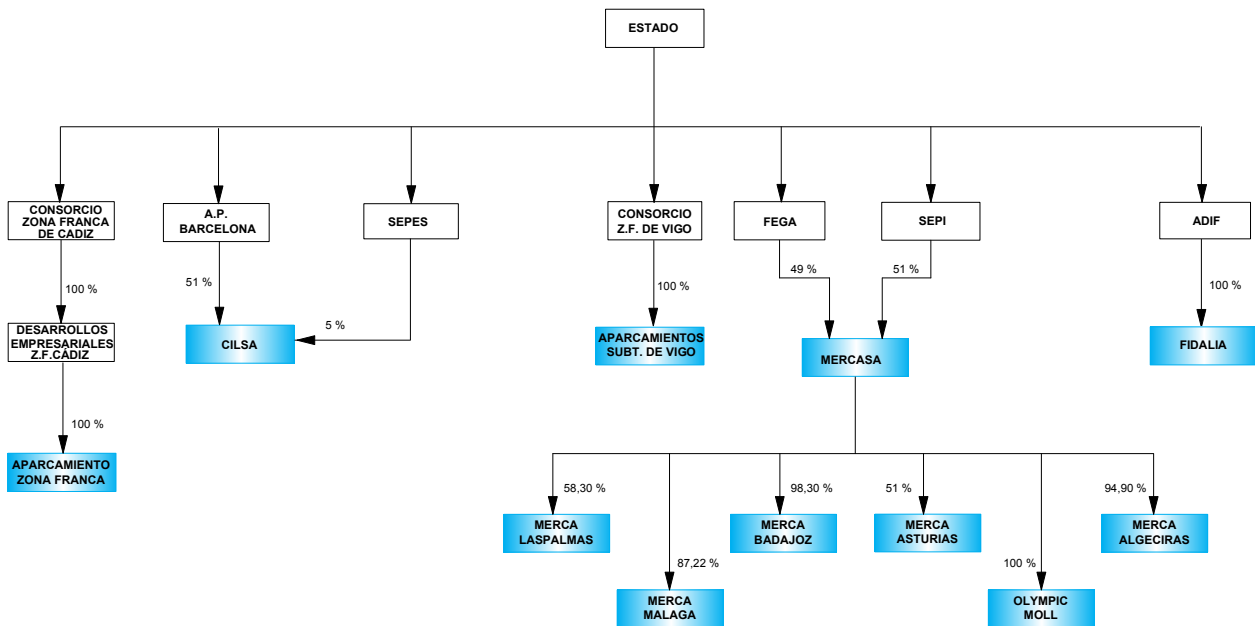 ESTADO
CONSORCIO
ZONA FRANCA
DE CADIZ
A.P.
BARCELONA
SEPES
CONSORCIO
Z.F. DE VIGO
FEGA
SEPI
ADIF
100 %
51 %
5 %
100 %
49 %
51 %
100 %
DESARROLLOS
EMPRESARIALES
Z.F.CÁDIZ
CILSA
APARCAMIENTOS
SUBT. DE VIGO
MERCASA
FIDALIA
100 %
APARCAMIENTO
ZONA FRANCA
58,30 %
98,30 %
51 %
94,90 %
MERCA
LASPALMAS
MERCA
BADAJOZ
MERCA
ASTURIAS
MERCA
ALGECIRAS
87,22 %
100 %
MERCA
MALAGA
OLYMPIC
MOLL